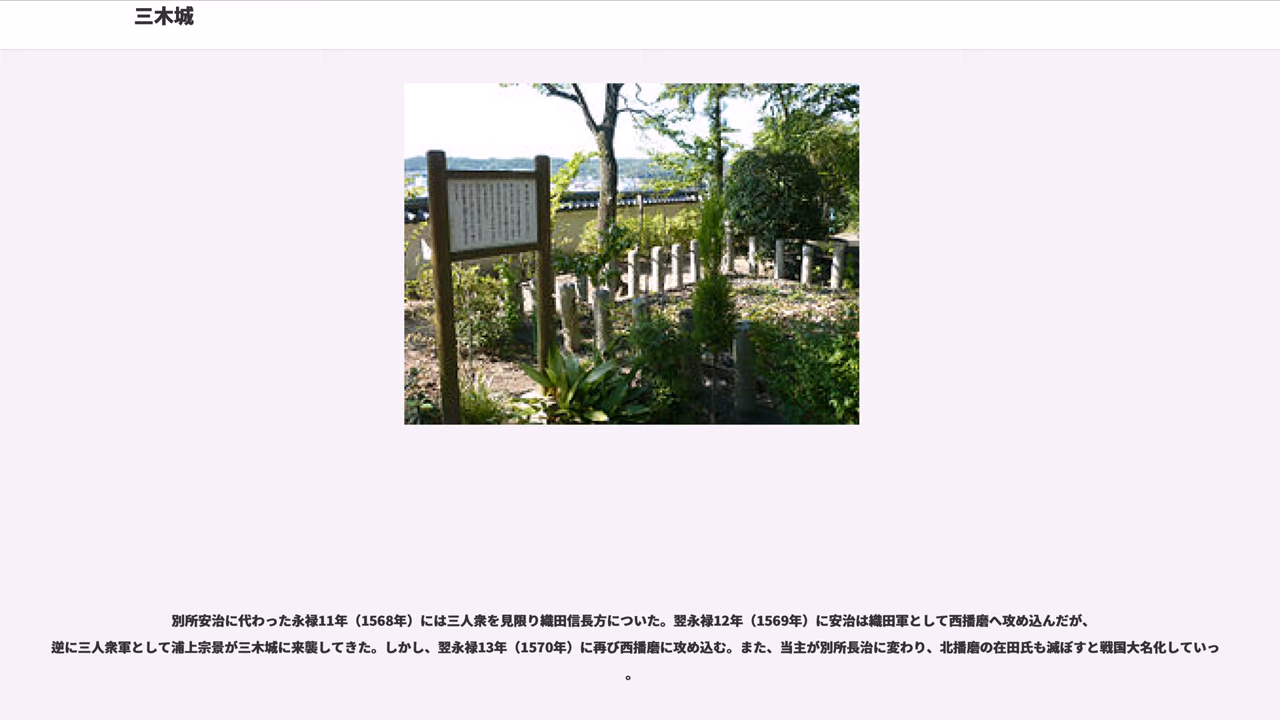 三木城
別所安治に代わった永禄11年（1568年）には三人衆を見限り織田信長方についた。翌永禄12年（1569年）に安治は織田軍として西播磨へ攻め込んだが、
逆に三人衆軍として浦上宗景が三木城に来襲してきた。しかし、翌永禄13年（1570年）に再び西播磨に攻め込む。また、当主が別所長治に変わり、北播磨の在田氏も滅ぼすと戦国大名化していっ
。